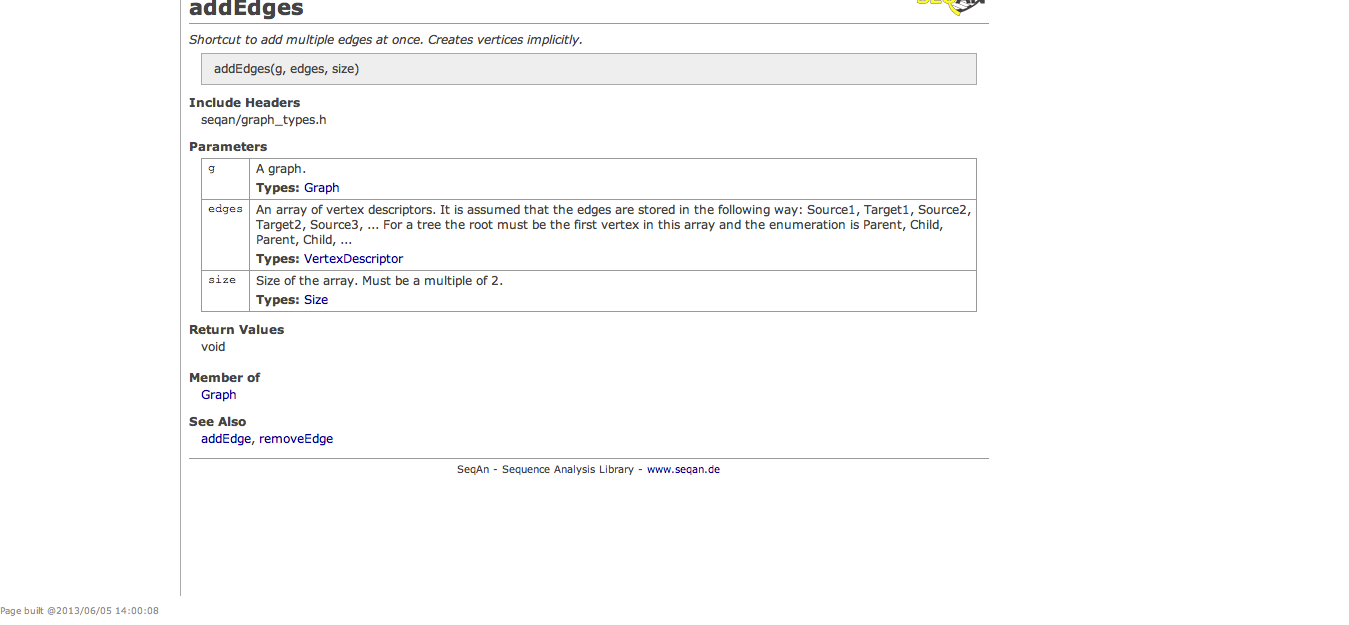 addEdges
Shortcut to add multiple edges at once. Creates vertices implicitly.
addEdges(g, edges, size)
Include Headers
seqan/graph_types.h
Parameters
g
A graph.
Types: Graph
edges
An array of vertex descriptors. It is assumed that the edges are stored in the following way: Source1, Target1, Source2,
Target2, Source3, ... For a tree the root must be the first vertex in this array and the enumeration is Parent, Child,
Parent, Child, ...
Types: VertexDescriptor
size
Size of the array. Must be a multiple of 2.
Types: Size
Return Values
void
Member of
Graph
See Also
addEdge, removeEdge
SeqAn - Sequence Analysis Library - www.seqan.de
Page built @2013/06/05 14:00:08